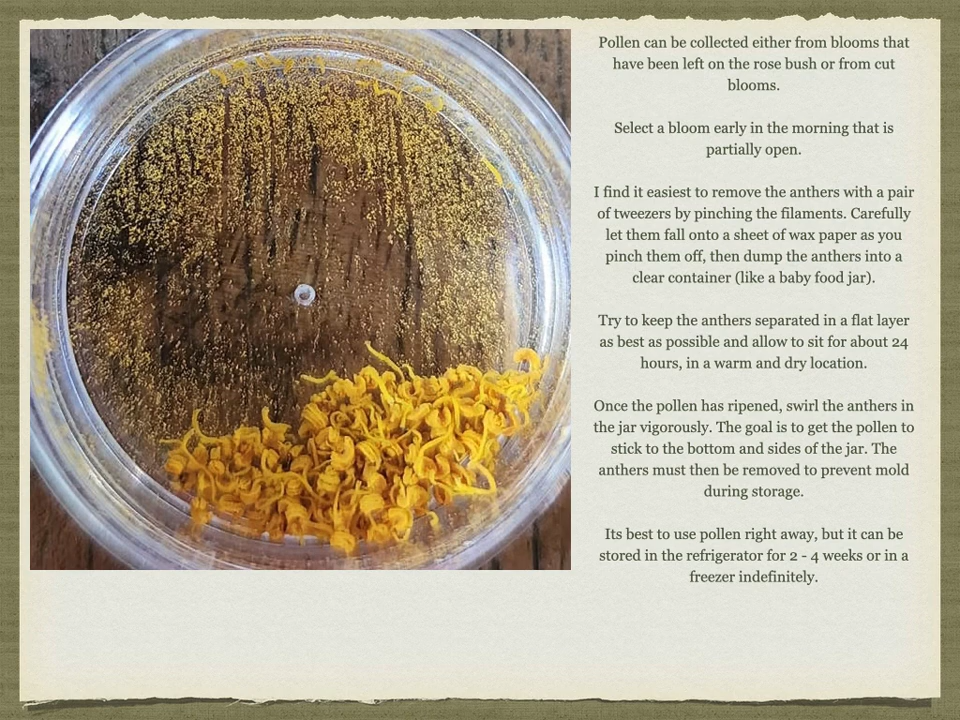 Pollen can be collected either from blooms that
have been left on the rose bush or from cut
blooms.
Select a bloom early in the morning that is
partially open.
I find it easiest to remove the anthers with a pair
of tweezers by pinching the filaments. Carefully
let them fall onto a sheet of wax paper as you
pinch them off, then dump the anthers into a
clear container (like a baby food jar).
Try to keep the anthers separated in a flat layer
as best as possible and allow to sit for about 24
hours, in a warm and dry location.
Once the pollen has ripened, swirl the anthers in
the jar vigorously. The goal is to get the pollen to
stick to the bottom and sides of the jar. The
anthers must then be removed to prevent mold
during storage.
Its best to use pollen right away, but it can be
stored in the refrigerator for 2 - 4 weeks or in a
freezer indefinitely.